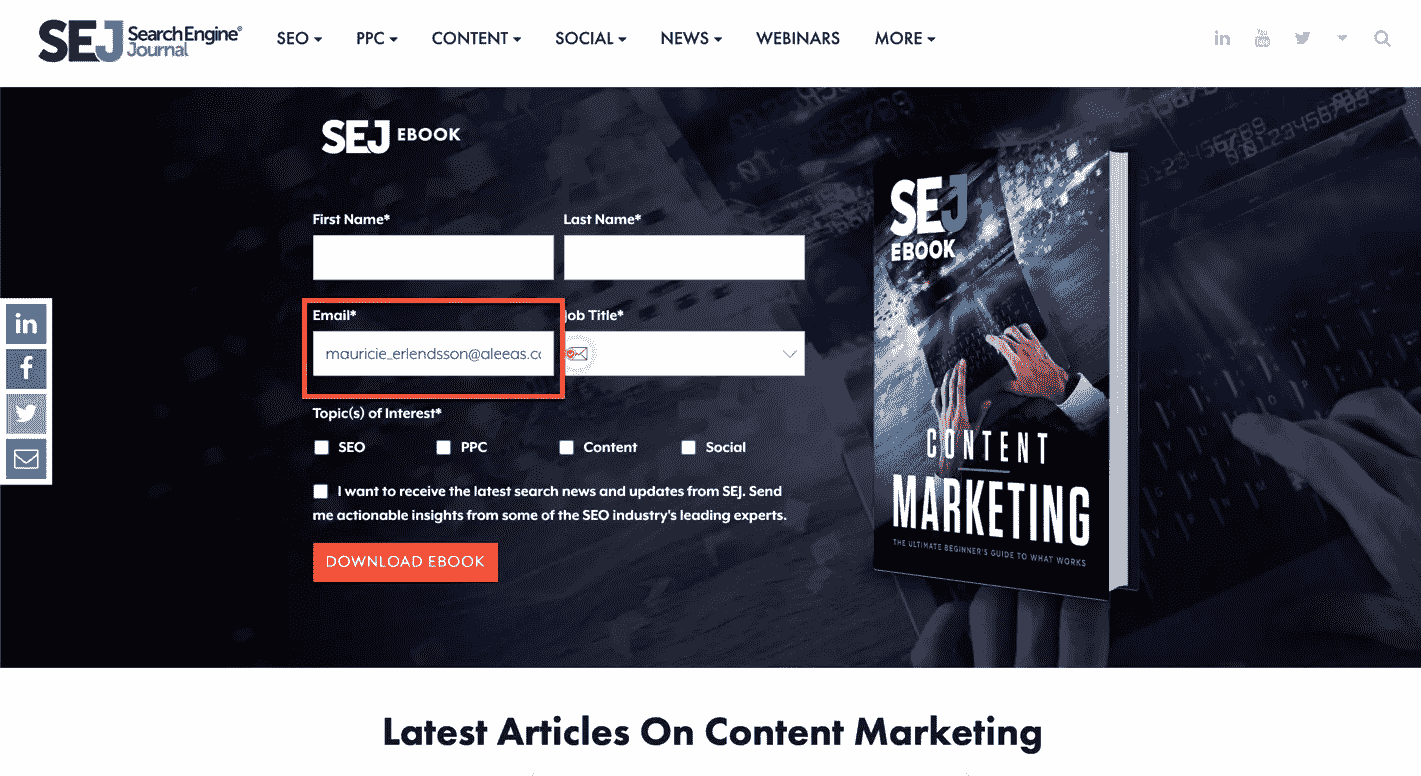 SEJ Search Engine® Journal SEO PPC CONTENT SOCIAL NEWS WEBINARS MORE
SEJ EBOOK
First Name* Last Name*
Email* Job Title*
mauricie_erlendsson@aleeas.cc
Topic(s) of Interest*
SEO PPC Content Social
I want to receive the latest search news and updates from SEJ. Send
me actionable insights from some of the SEO industry's leading experts.
DOWNLOAD EBOOK
SEJ
EBOOK
CONTENT
MARKETING
THE ULTIMATE BEGINNER'S GUIDE TO WHAT WORKS
Latest Articles On Content Marketing